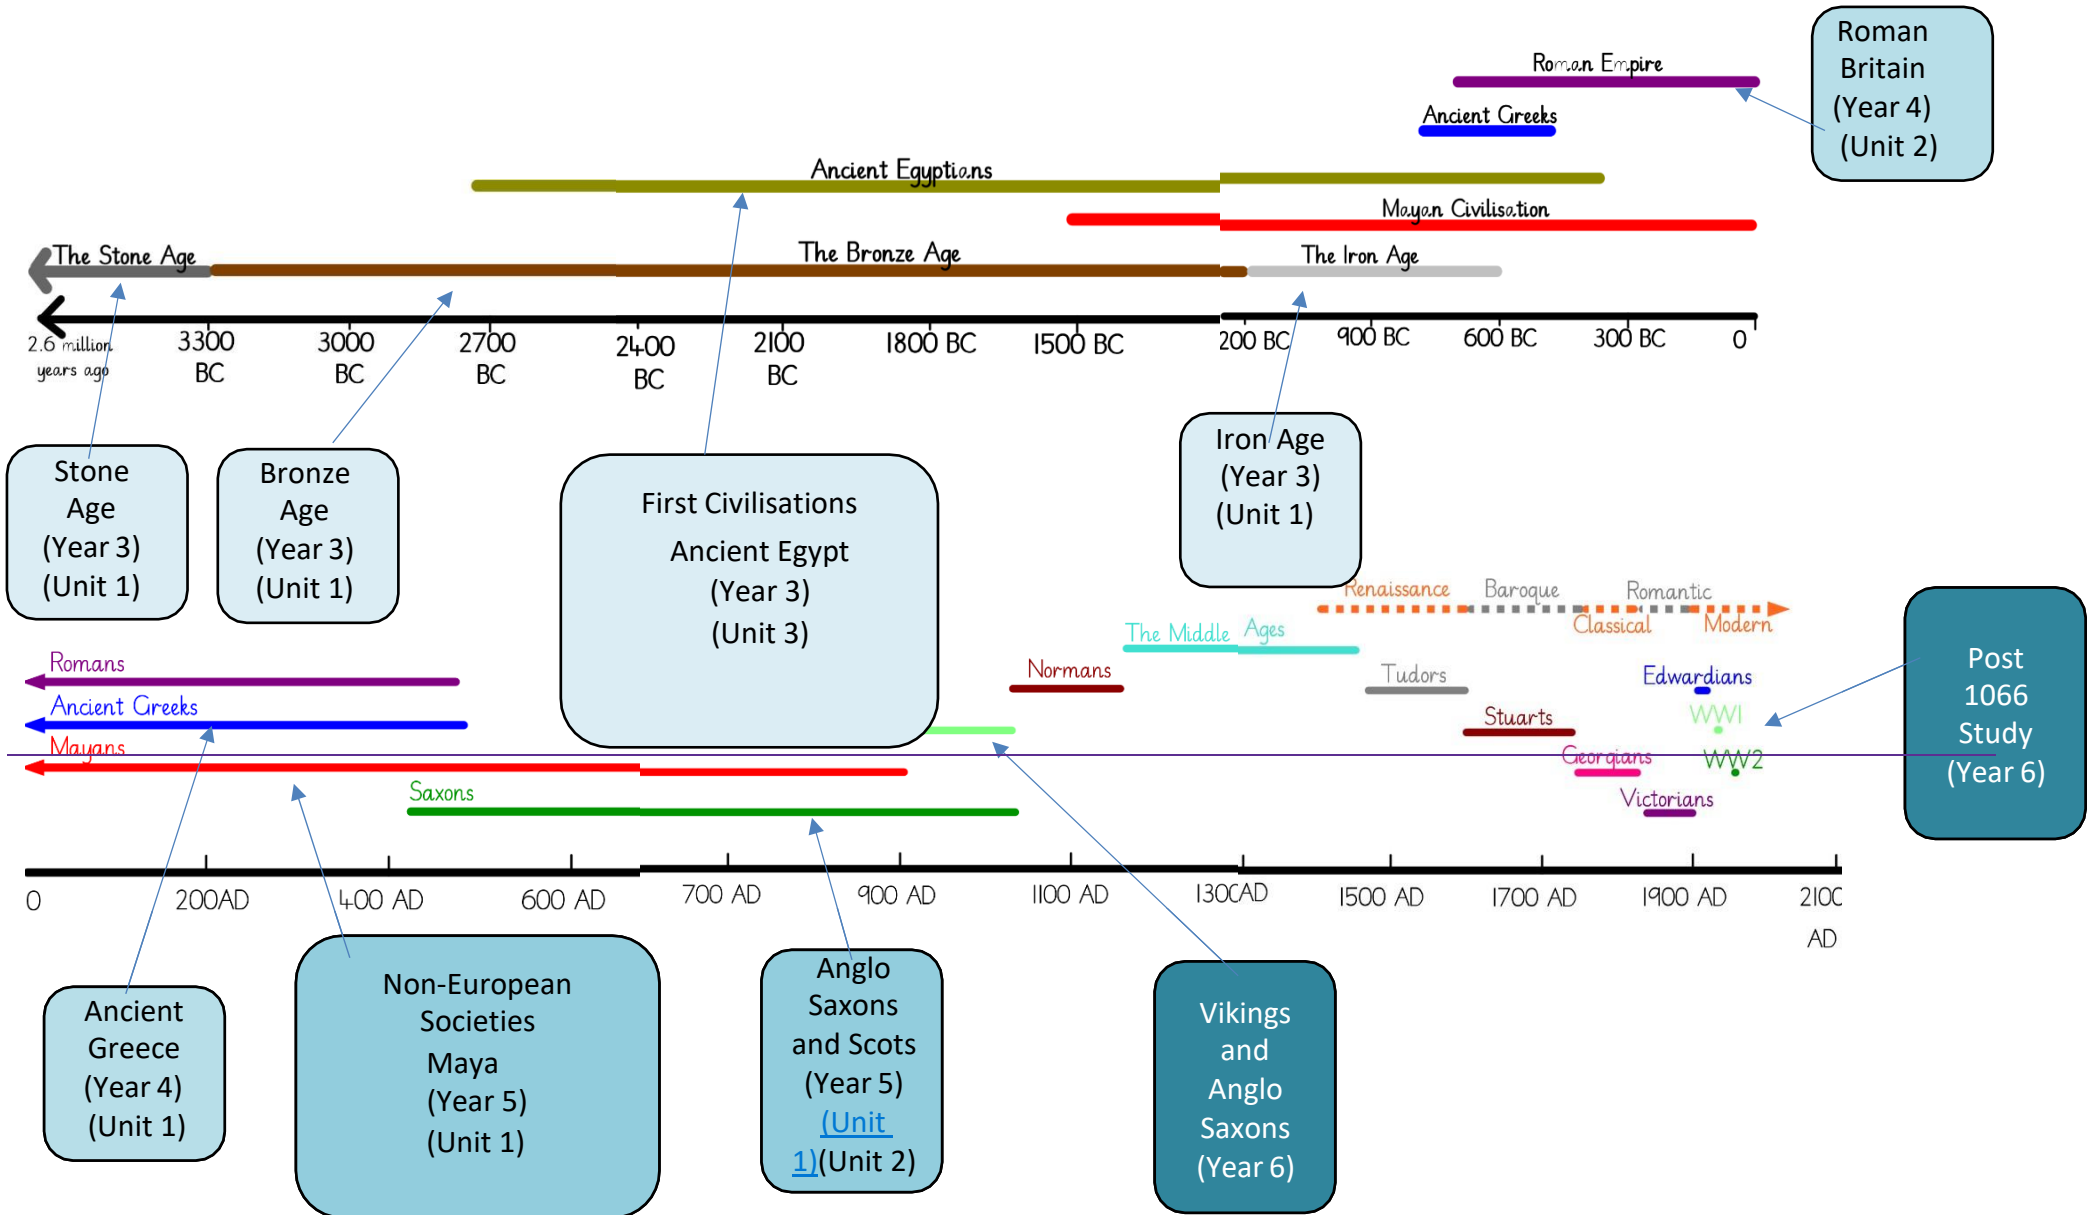 Roman
Britain
(Year 4)
(Unit 2)
Roman Empire
Ancient Greeks
Ancient Egyptians
Mayan Civilisation
The Stone Age
The Bronze Age
The Iron Age
2.6 million
years ago
3300
BC
3000
BC
2700
BC
2400
BC
2100
BC
1800 BC
1500 BC
200 BC
900 BC
600 BC
300 BC
0
Stone
Age
(Year 3)
(Unit 1)
Bronze
Age
(Year 3)
(Unit 1)
First Civilisations
Ancient Egypt
(Year 3)
(Unit 3)
Iron Age
(Year 3)
(Unit 1)
Renaissance
Baroque
Romantic
Classical
Modern
The Middle Ages
Normans
Tudors
Edwardians
Stuarts
WW1
Georgians
WW2
Victorians
Post
1066
Study
(Year 6)
Romans
Ancient Greeks
Mayans
Saxons
0
200AD
400 AD
600 AD
700 AD
900 AD
1100 AD
1300AD
1500 AD
1700 AD
1900 AD
2100
AD
Ancient
Greece
(Year 4)
(Unit 1)
Non-European
Societies
Maya
(Year 5)
(Unit 1)
Anglo
Saxons
and Scots
(Year 5)
(Unit
1)(Unit 2)
Vikings
and
Anglo
Saxons
(Year 6)